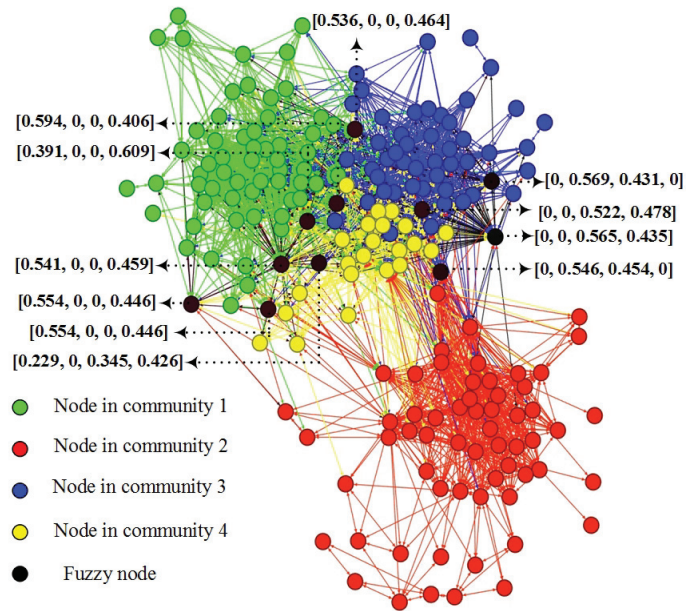 [0.536, 0, 0, 0.464]
[0.594, 0, 0, 0.406]
[0.391, 0, 0, 0.609]
[0, 0.569, 0.431, 0]
[0, 0, 0.522, 0.478]
[0, 0, 0.565, 0.435]
[0.541, 0, 0, 0.459]
[0, 0.546, 0.454, 0]
[0.554, 0, 0, 0.446]
[0.554, 0, 0, 0.446]
[0.229, 0, 0.345, 0.426]
Node in community 1
Node in community 2
Node in community 3
Node in community 4
Fuzzy node